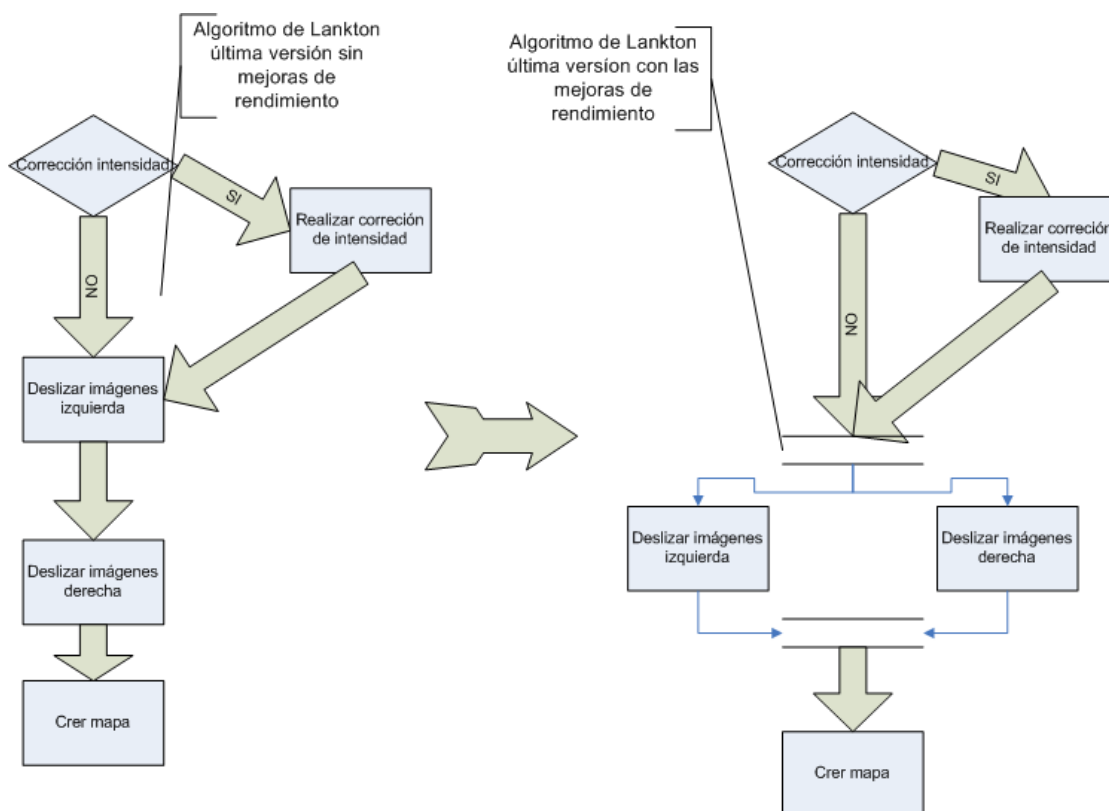 Algoritmo de Lankton
última versión sin
mejoras de
rendimiento
Corrección intensidad
SI
Realizar correción
de intensidad
NO
Deslizar imágenes
izquierda
Deslizar imágenes
derecha
Crer mapa
Algoritmo de Lankton
última versíon con las
mejoras de
rendimiento
Corrección intensidad
SI
Realizar correción
de intensidad
NO
Deslizar imágenes
izquierda
Deslizar imágenes
derecha
Crer mapa